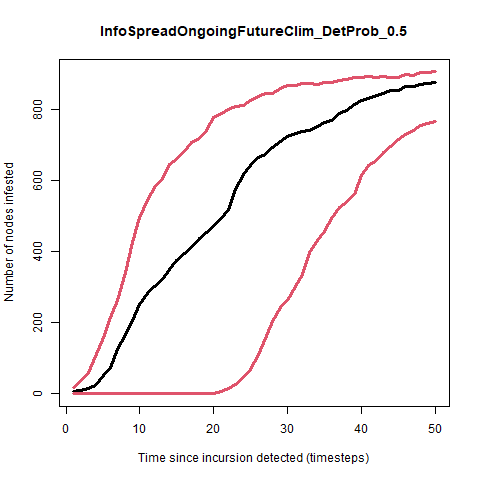 InfoSpreadOngoingFutureClim_DetProb_0.5
Number of nodes infested
800
600
400
200
0
0 10 20 30 40 50
Time since incursion detected (timesteps)